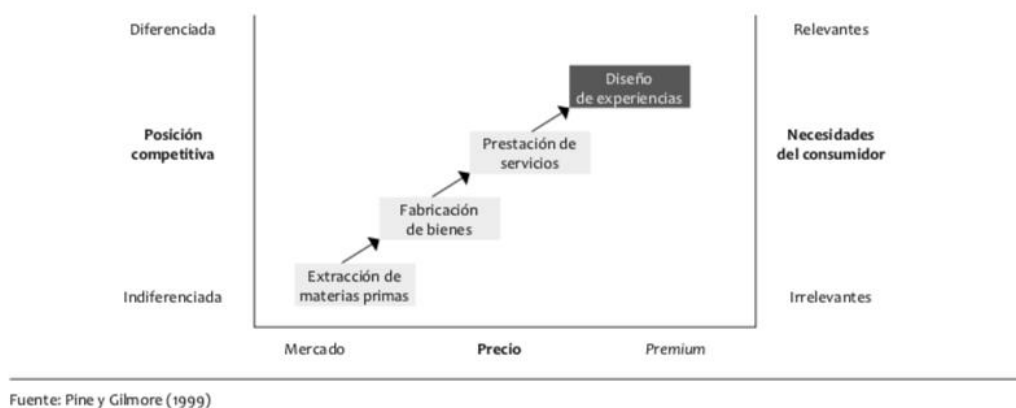 Diferenciada
Relevantes
Diseño
de experiencias
Posición
competitiva
Necesidades
del consumidor
Prestación de
servicios
Fabricación
de bienes
Extracción de
materias primas
Indiferenciada
Irrelevantes
Mercado
Precio
Premium
Fuente: Pine y Gilmore (1999)